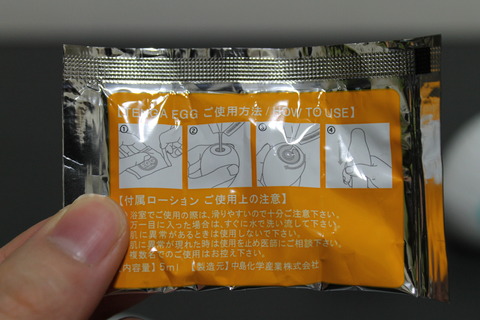 【TENGA EGG ご使用方法 / HOW TO USE】
① ② ③ ④
【付属ローション ご使用上の注意】
浴室でご使用の際は、滑りやすいので十分ご注意下さい。
万一目に入った場合は、すぐに水で洗い流して下さい。
肌に異常があるときは使用しないで下さい。
肌に異常が現れた時は使用を止め医師にご相談下さい。
複数名でのご使用はお控え下さい。
【内容量】5ml 【製造元】中島化学産業株式会社